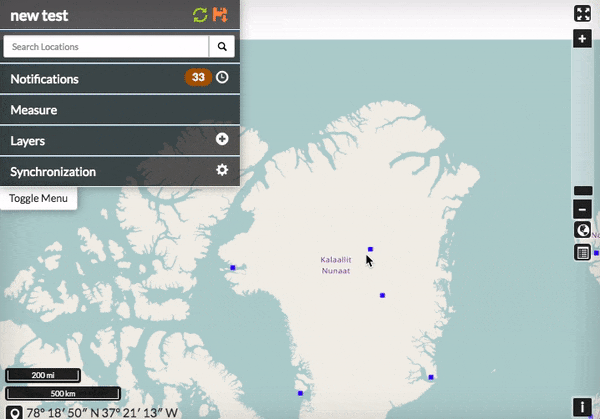 new test
Search Locations
Notifications 33
Measure
Layers
Synchronization
Toggle Menu
Kalaallit
Nunaat
200 mi
500 km
78° 18′ 50″ N 37° 21′ 13″ W